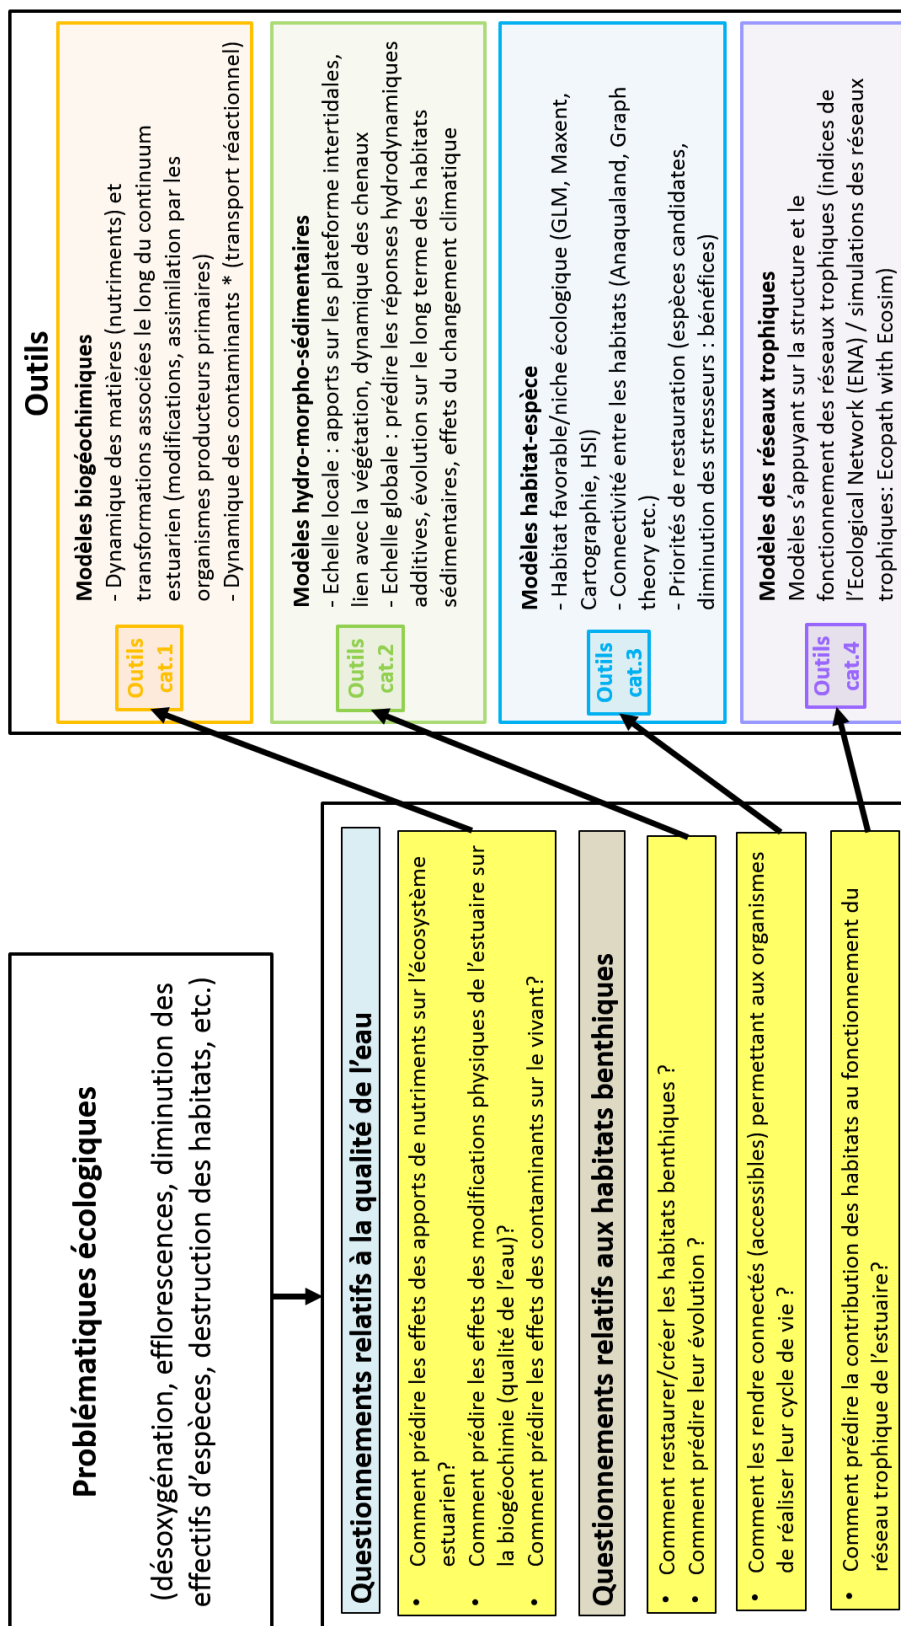 Problématiques écologiques
(désoxygénation, efflorescences, diminution des
effectifs d'espèces, destruction des habitats, etc.)
Questionnements relatifs à la qualité de l'eau
• Comment prédire les effets des apports de nutriments sur l'écosystème
estuarien?
• Comment prédire les effets des modifications physiques de l'estuaire sur
la biogéochimie (qualité de l'eau)?
• Comment prédire les effets des contaminants sur le vivant?
Questionnements relatifs aux habitats benthiques
• Comment restaurer/créer les habitats benthiques ?
• Comment prédire leur évolution ?
• Comment les rendre connectés (accessibles) permettant aux organismes
de réaliser leur cycle de vie ?
• Comment prédire la contribution des habitats au fonctionnement du
réseau trophique de l'estuaire?
Outils
Outils
cat.1
Modèles biogéochimiques
- Dynamique des matières (nutriments) et
transformations associées le long du continuum
estuarien (modifications, assimilation par les
organismes producteurs primaires)
- Dynamique des contaminants * (transport réactionnel)
Outils
cat.2
Modèles hydro-morpho-sédimentaires
- Echelle locale : apports sur les plateforme intertidales,
lien avec la végétation, dynamique des chenaux
- Echelle globale : prédire les réponses hydrodynamiques
additives, évolution sur le long terme des habitats
sédimentaires, effets du changement climatique
Outils
cat.3
Modèles habitat-espèce
- Habitat favorable/niche écologique (GLM, Maxent,
Cartographie, HSI)
- Connectivité entre les habitats (Anaqualand, Graph
theory etc.)
- Priorités de restauration (espèces candidates,
diminution des stresseurs : bénéfices)
Outils
cat.4
Modèles des réseaux trophiques
Modèles s'appuyant sur la structure et le
fonctionnement des réseaux trophiques (indices de
l'Ecological Network (ENA) / simulations des réseaux
trophiques: Ecopath with Ecosim)